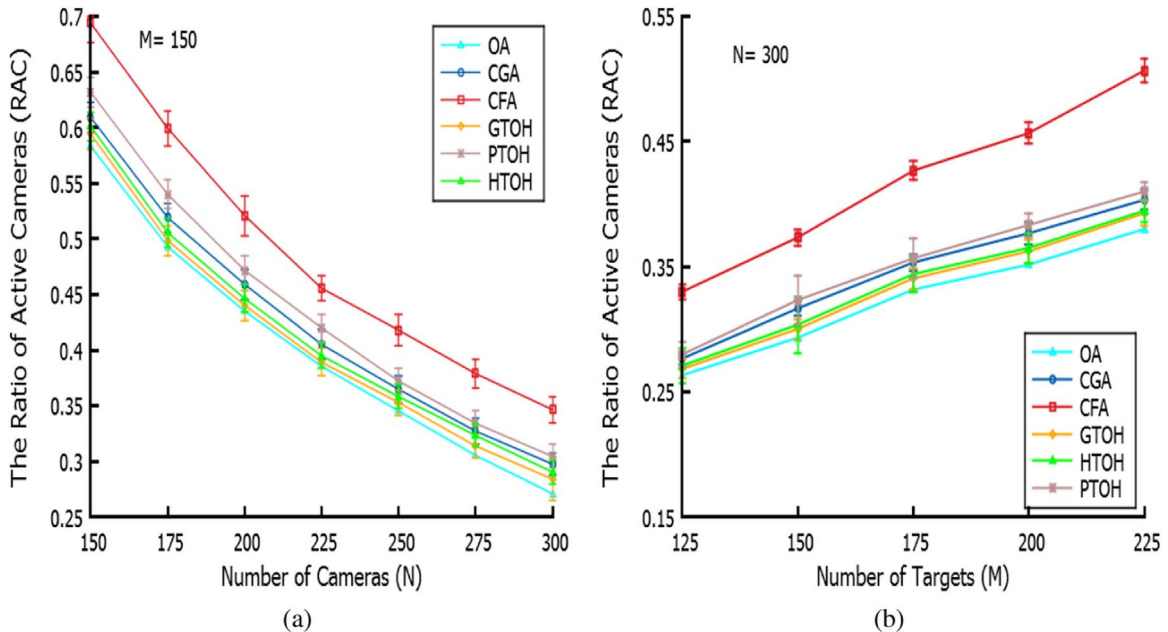 The Ratio of Active Cameras (RAC)
0.7
0.65
0.6
0.55
0.5
0.45
0.4
0.35
0.3
0.25
M= 150
OA
CGA
CFA
GTOH
PTOH
HTOH
150 175 200 225 250 275 300
Number of Cameras (N)
(a)
The Ratio of Active Cameras (RAC)
0.55
0.45
0.35
0.25
0.15
N= 300
OA
CGA
CFA
GTOH
HTOH
PTOH
125 150 175 200 225
Number of Targets (M)
(b)